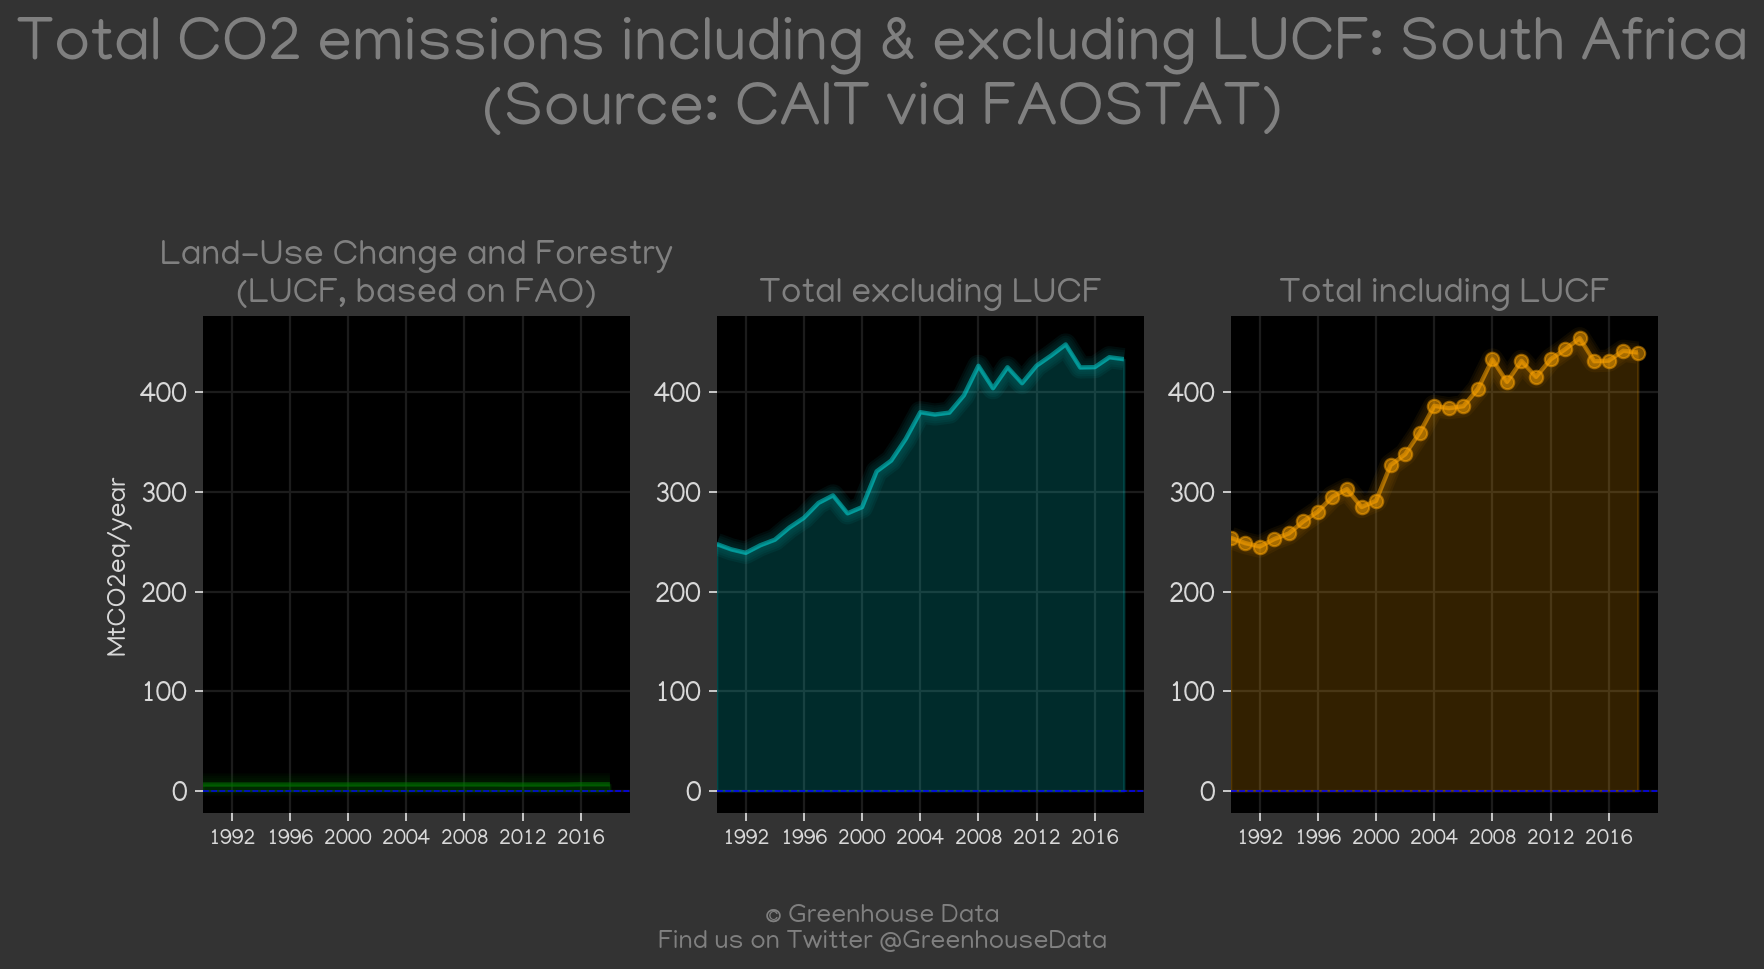 Total CO2 emissions including & excluding LUCF: South Africa
(Source: CAIT via FAOSTAT)
Land-Use Change and Forestry
(LUCF, based on FAO)
MtCO2eq/year
400
300
200
100
0
1992 1996 2000 2004 2008 2012 2016
Total excluding LUCF
400
300
200
100
0
1992 1996 2000 2004 2008 2012 2016
Total including LUCF
400
300
200
100
0
1992 1996 2000 2004 2008 2012 2016
© Greenhouse Data
Find us on Twitter @GreenhouseData